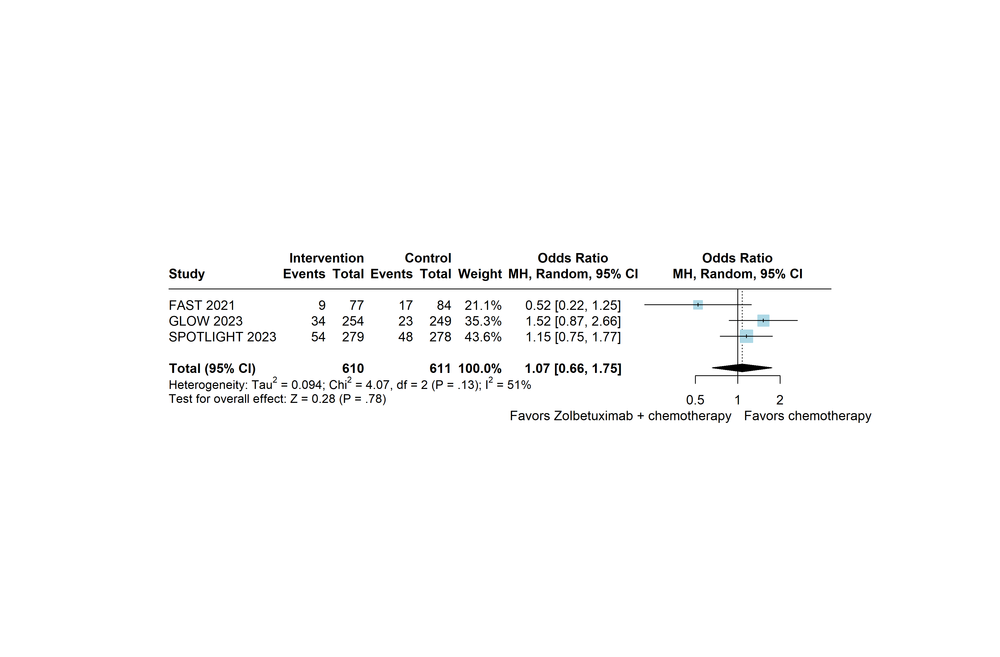 Intervention Control Odds Ratio Odds Ratio
Study Events Total Events Total Weight MH, Random, 95% CI MH, Random, 95% CI
FAST 2021 9 77 17 84 21.1% 0.52 [0.22, 1.25]
GLOW 2023 34 254 23 249 35.3% 1.52 [0.87, 2.66]
SPOTLIGHT 2023 54 279 48 278 43.6% 1.15 [0.75, 1.77]
Total (95% CI) 610 611 100.0% 1.07 [0.66, 1.75]
Heterogeneity: Tau² = 0.094; Chi² = 4.07, df = 2 (P = .13); I² = 51%
Test for overall effect: Z = 0.28 (P = .78)
0.5 1 2
Favors Zolbetuximab + chemotherapy Favors chemotherapy